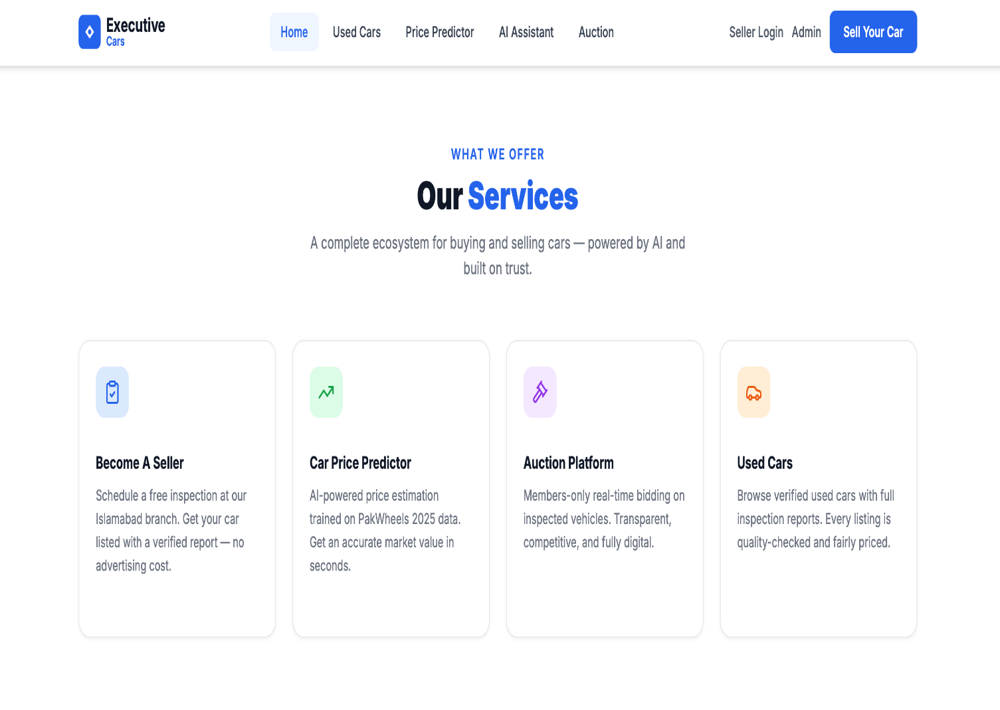 Executive
Cars
Home
Used Cars
Price Predictor
AI Assistant
Auction
Seller Login
Admin
Sell Your Car
WHAT WE OFFER
Our Services
A complete ecosystem for buying and selling cars — powered by AI and
built on trust.
Become A Seller
Schedule a free inspection at our
Islamabad branch. Get your car
listed with a verified report — no
advertising cost.
Car Price Predictor
AI-powered price estimation
trained on PakWheels 2025 data.
Get an accurate market value in
seconds.
Auction Platform
Members-only real-time bidding on
inspected vehicles. Transparent,
competitive, and fully digital.
Used Cars
Browse verified used cars with full
inspection reports. Every listing is
quality-checked and fairly priced.